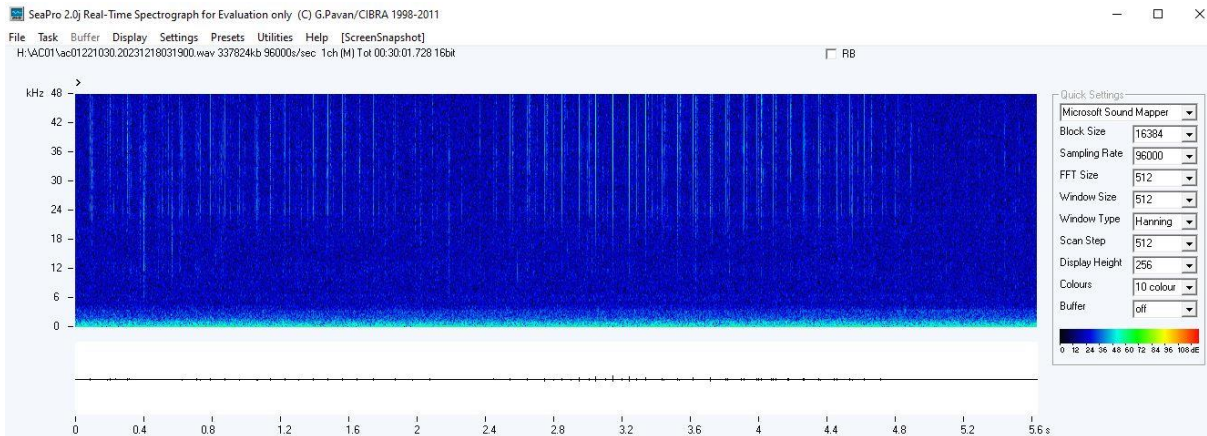 SeaPro 2.0j Real-Time Spectrograph for Evaluation only (C) G.Pavan/CIBRA 1998-2011
File Task Buffer Display Settings Presets Utilities Help [ScreenSnapshot]
H:\AC01\ac01221030.20231218031900.wav 337824kb 96000s/sec 1ch (M) Tot 00:30:01.728 16bit
RB
kHz 48
42
36
30
24
18
12
6
0
0 0.4 0.8 1.2 1.6 2 2.4 2.8 3.2 3.6 4 4.4 4.8 5.2 5.6 s
Quick Settings
Microsoft Sound Mapper
Block Size 16384
Sampling Rate 96000
FFT Size 512
Window Size 512
Window Type Hanning
Scan Step 512
Display Height 256
Colours 10 colour
Buffer off
0 12 24 36 48 60 72 84 96 108 dE